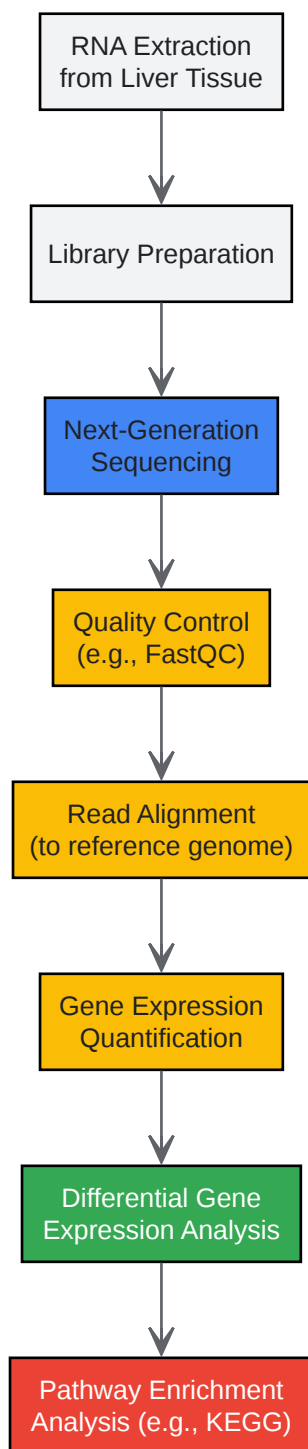 RNA Extraction
from Liver Tissue
Library Preparation
Next-Generation
Sequencing
Quality Control
(e.g., FastQC)
Read Alignment
(to reference genome)
Gene Expression
Quantification
Differential Gene
Expression Analysis
Pathway Enrichment
Analysis (e.g., KEGG)